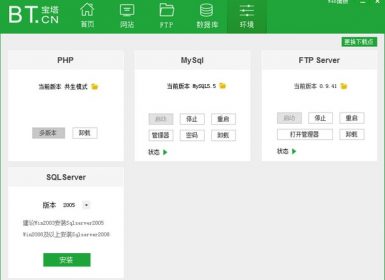 BT.宝塔
.CN
首页
网站
FTP
数据库
环境
更换下载点
PHP
当前版本 共生模式
多版本
卸载
MySql
当前版本 MySQL5.5
启动 停止 重启
管理器 密码 卸载
状态
FTP Server
当前版本 0.9.41
启动 停止 重启
打开管理器 卸载
状态
SQLServer
版本 2005
建议Win2003安装Sqlserver2005
Win2008及以上安装Sqlserver2008
安装